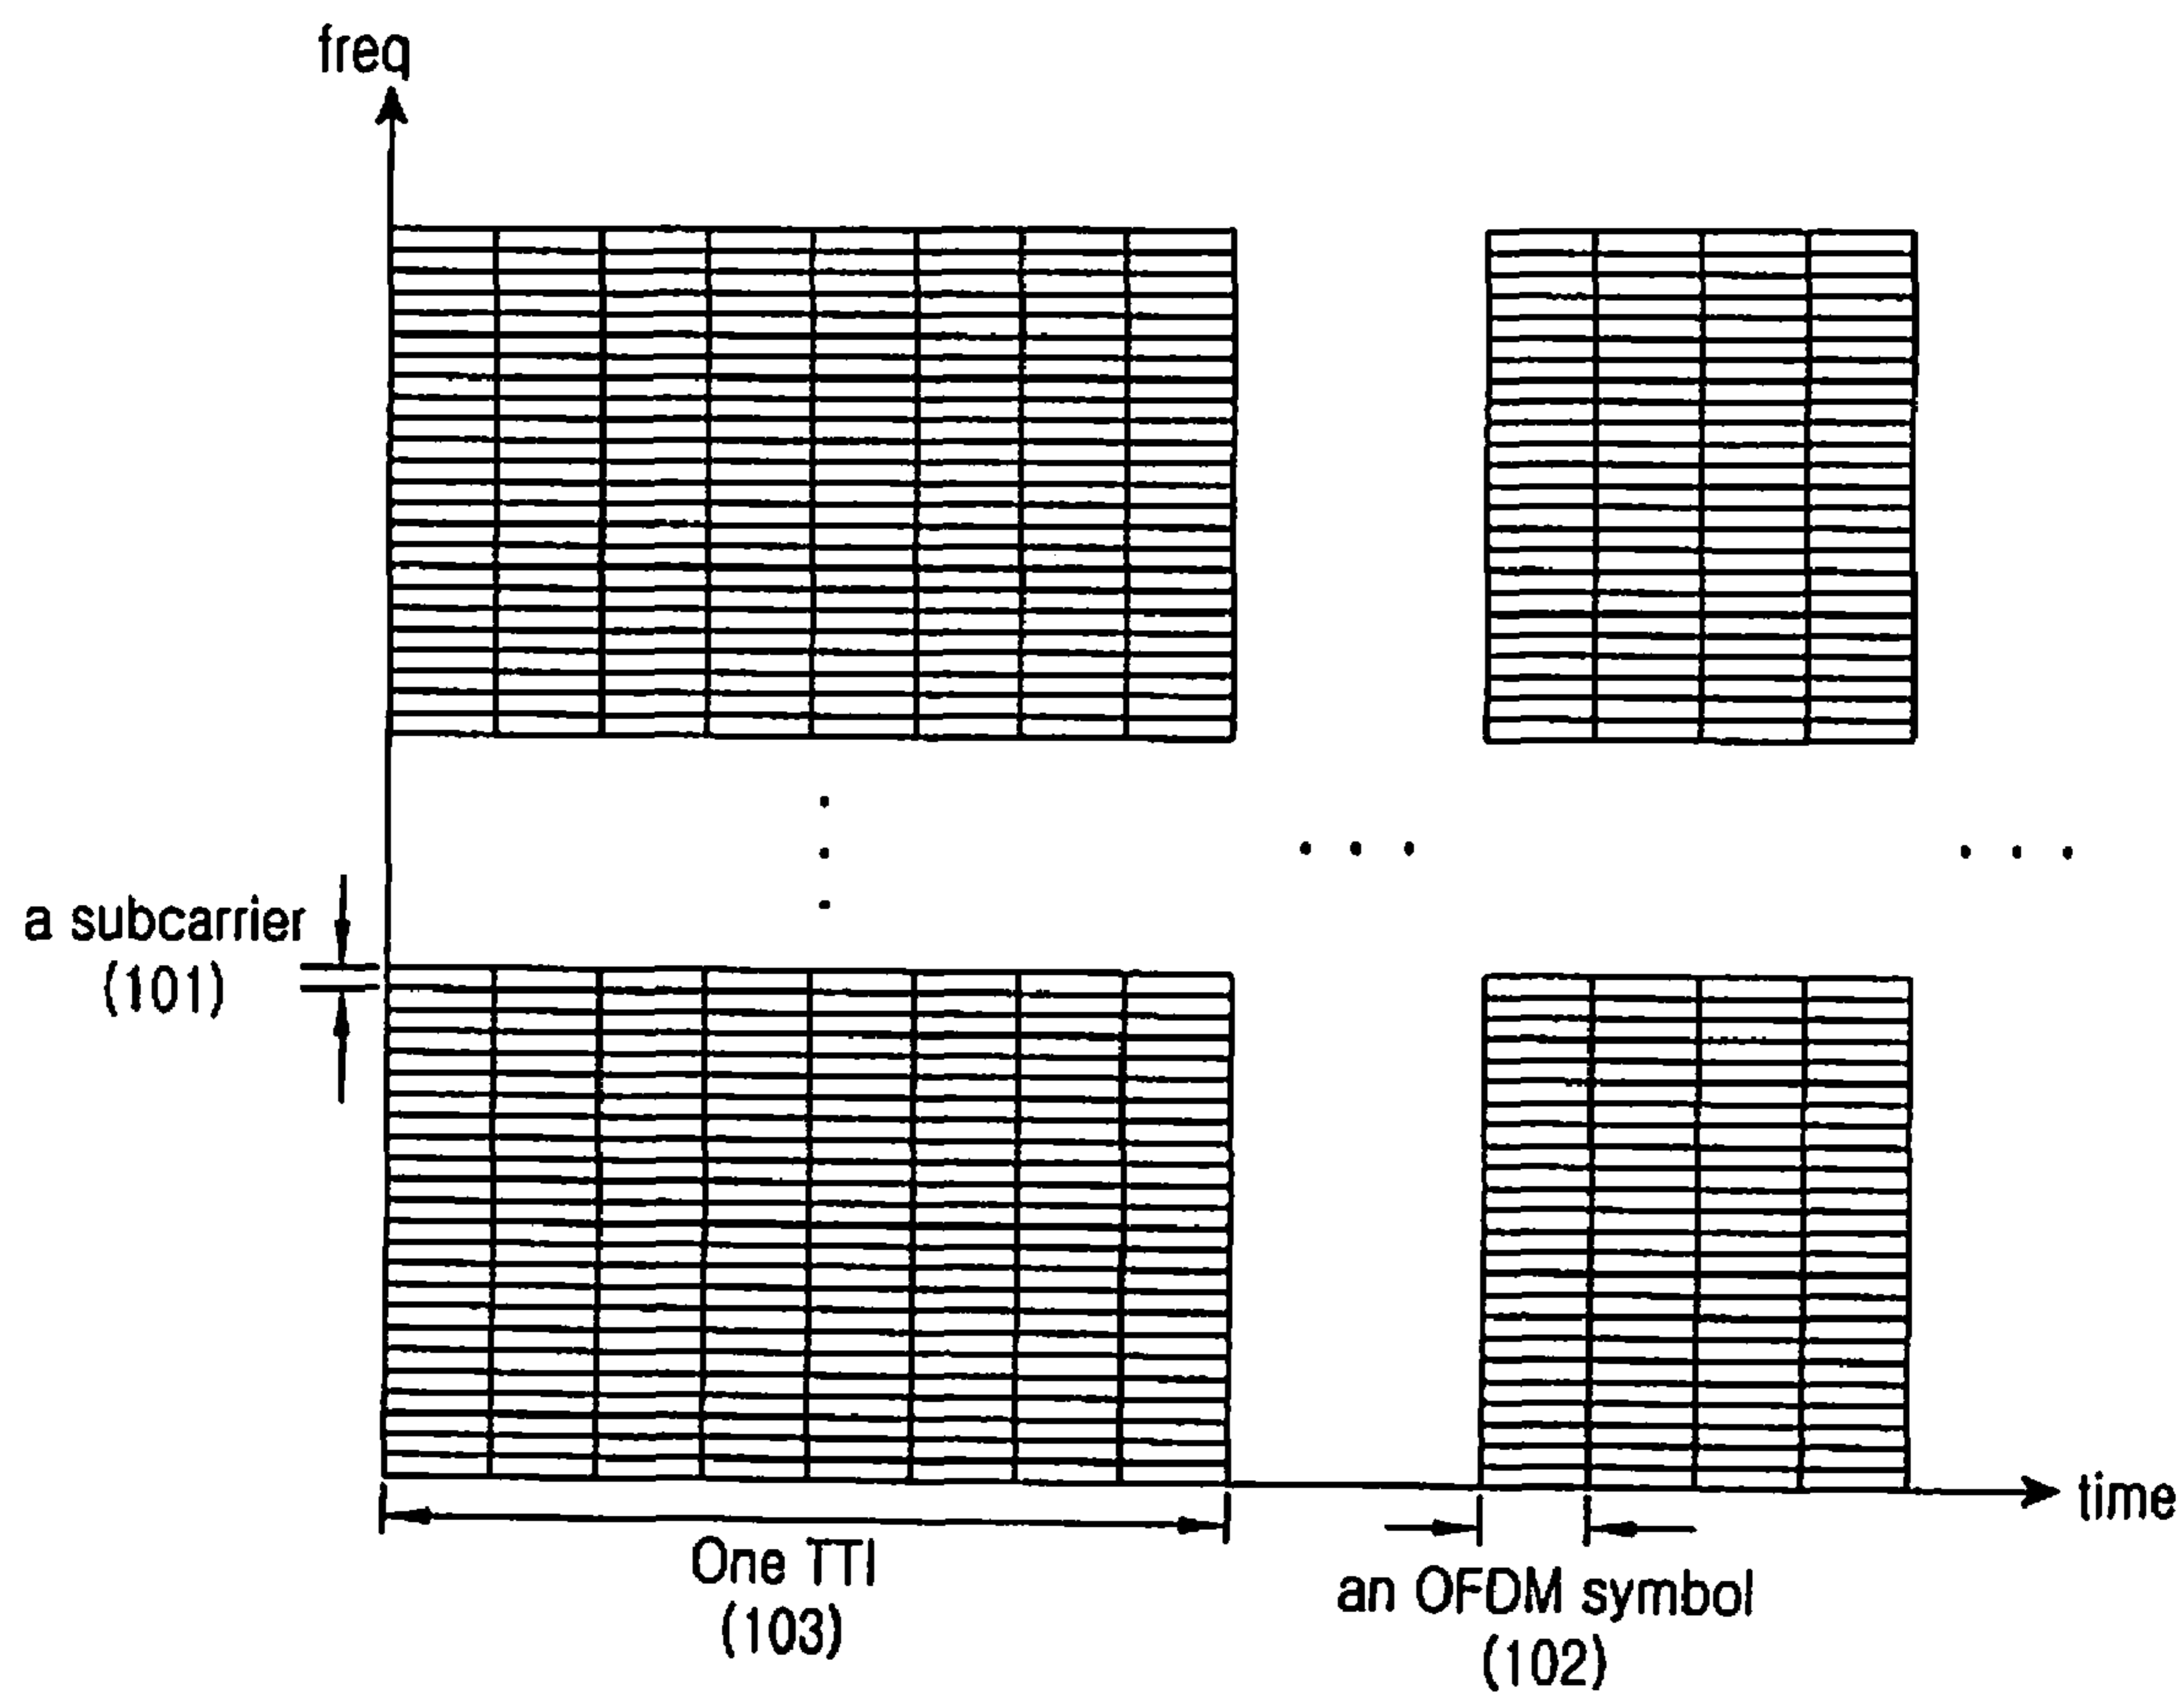 freq
a subcarrier
(101)
time
One TTI
(103)
an OFDM symbol
(102)